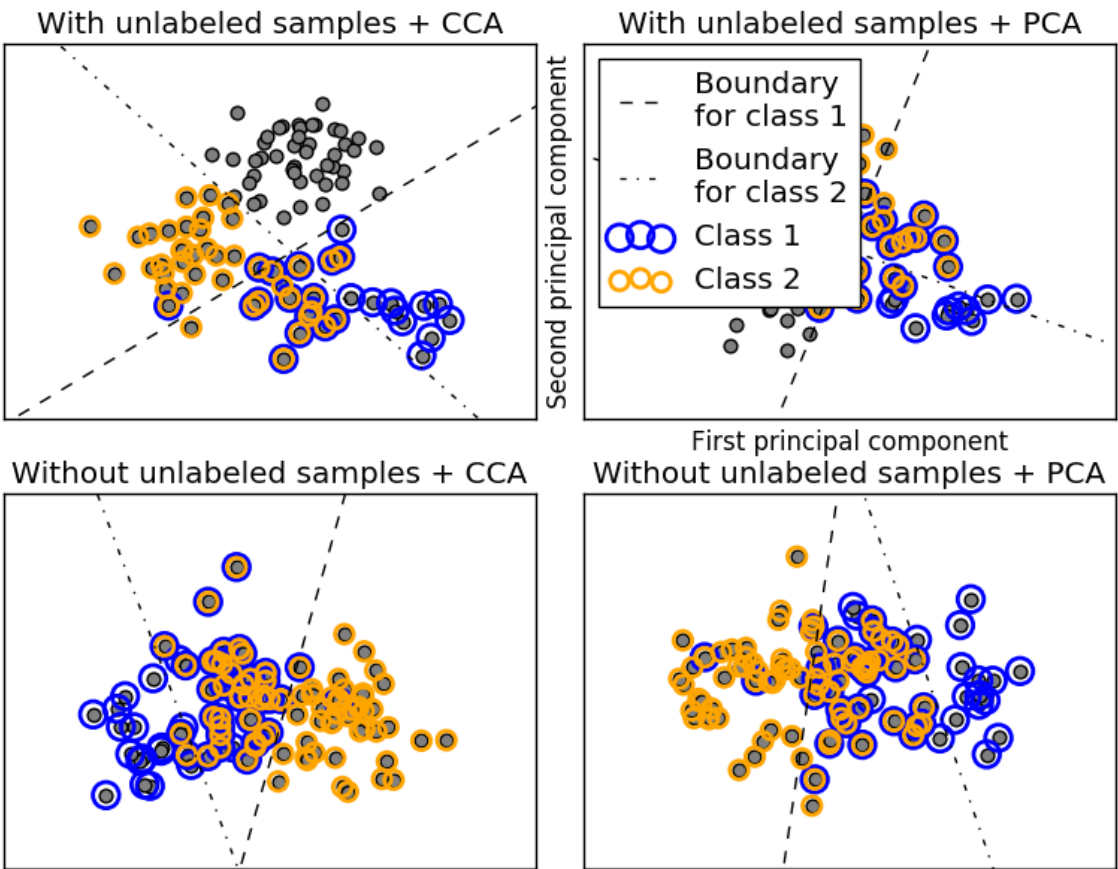 With unlabeled samples + CCA
With unlabeled samples + PCA
Second principal component
Boundary
for class 1
Boundary
for class 2
Class 1
Class 2
First principal component
Without unlabeled samples + CCA
Without unlabeled samples + PCA